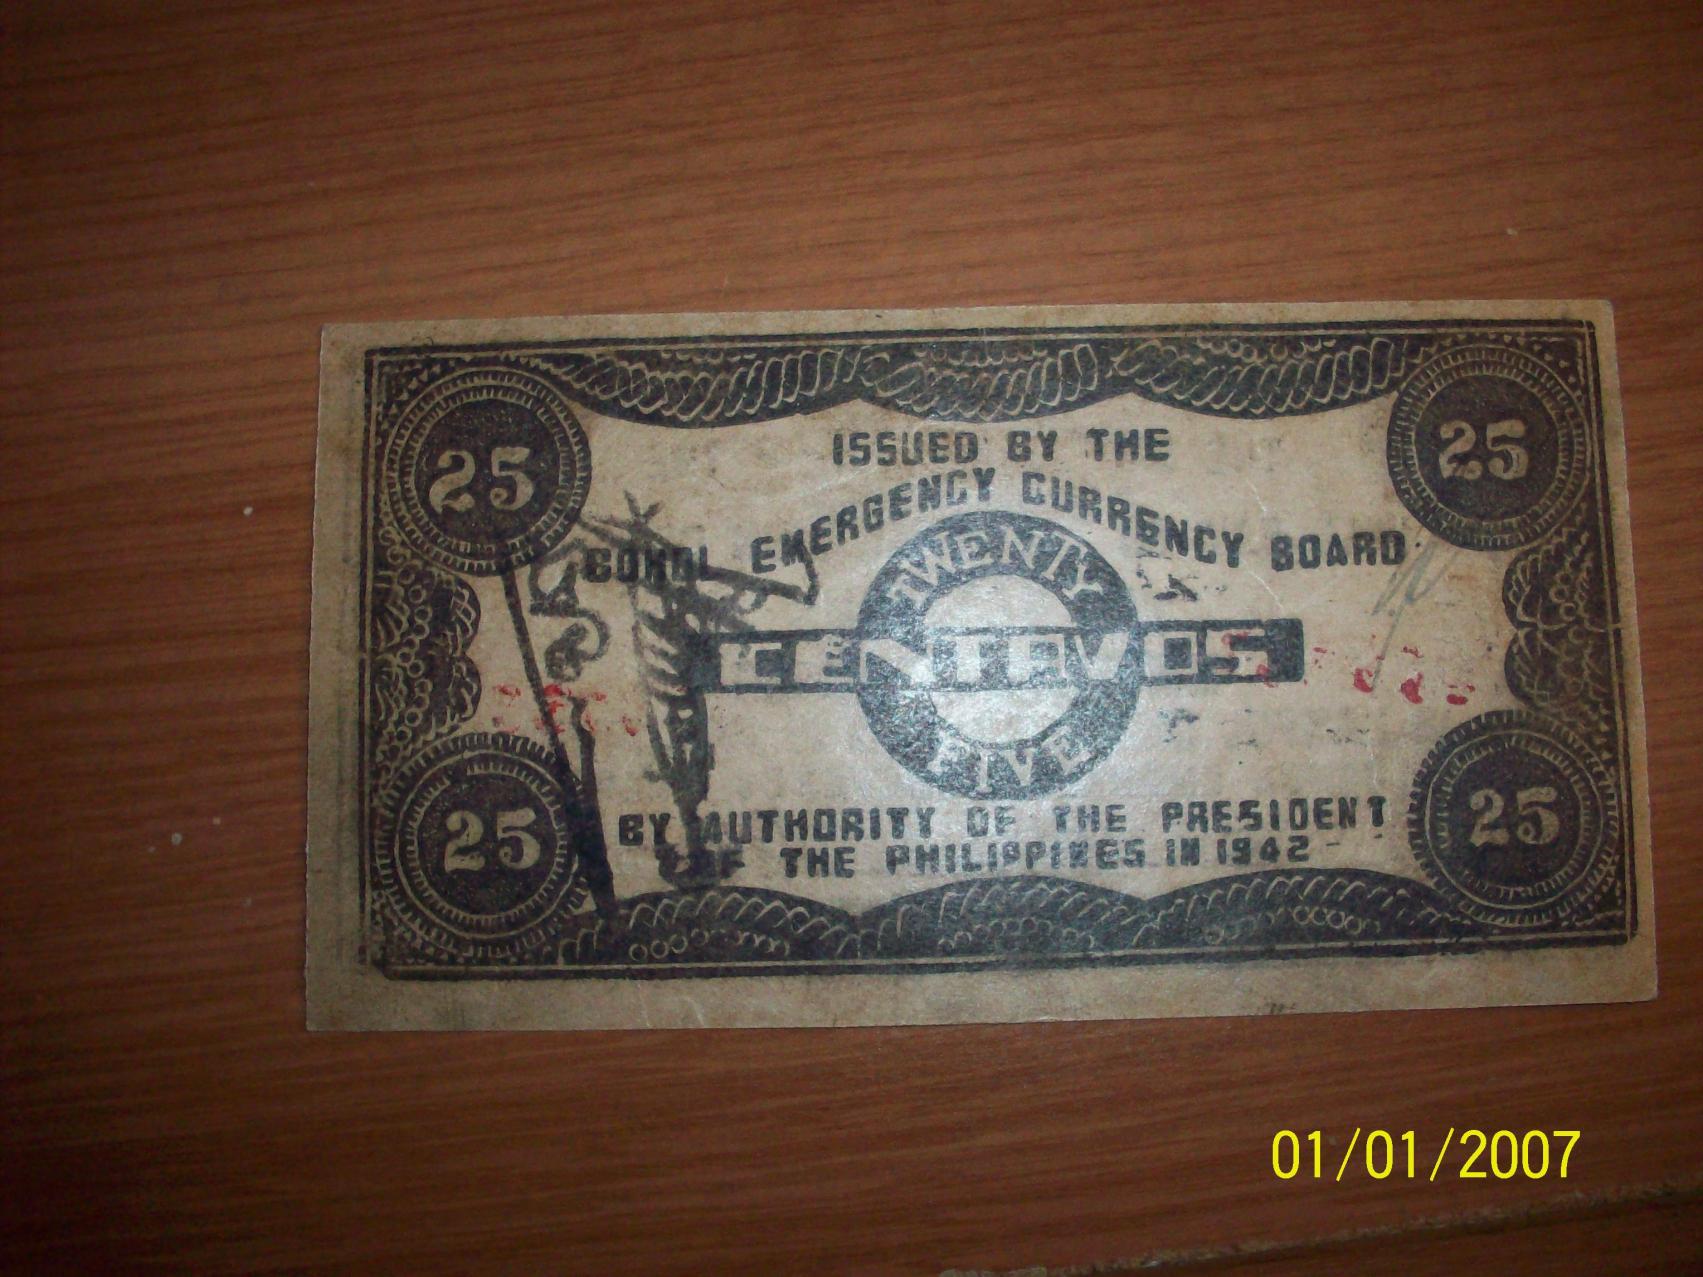 25 25
ISSUED BY THE
BOHOL EMERGENCY CURRENCY BOARD
TWENTY
CENTAVOS
FIVE
BY AUTHORITY OF THE PRESIDENT
OF THE PHILIPPINES IN 1942
25 25
01/01/2007